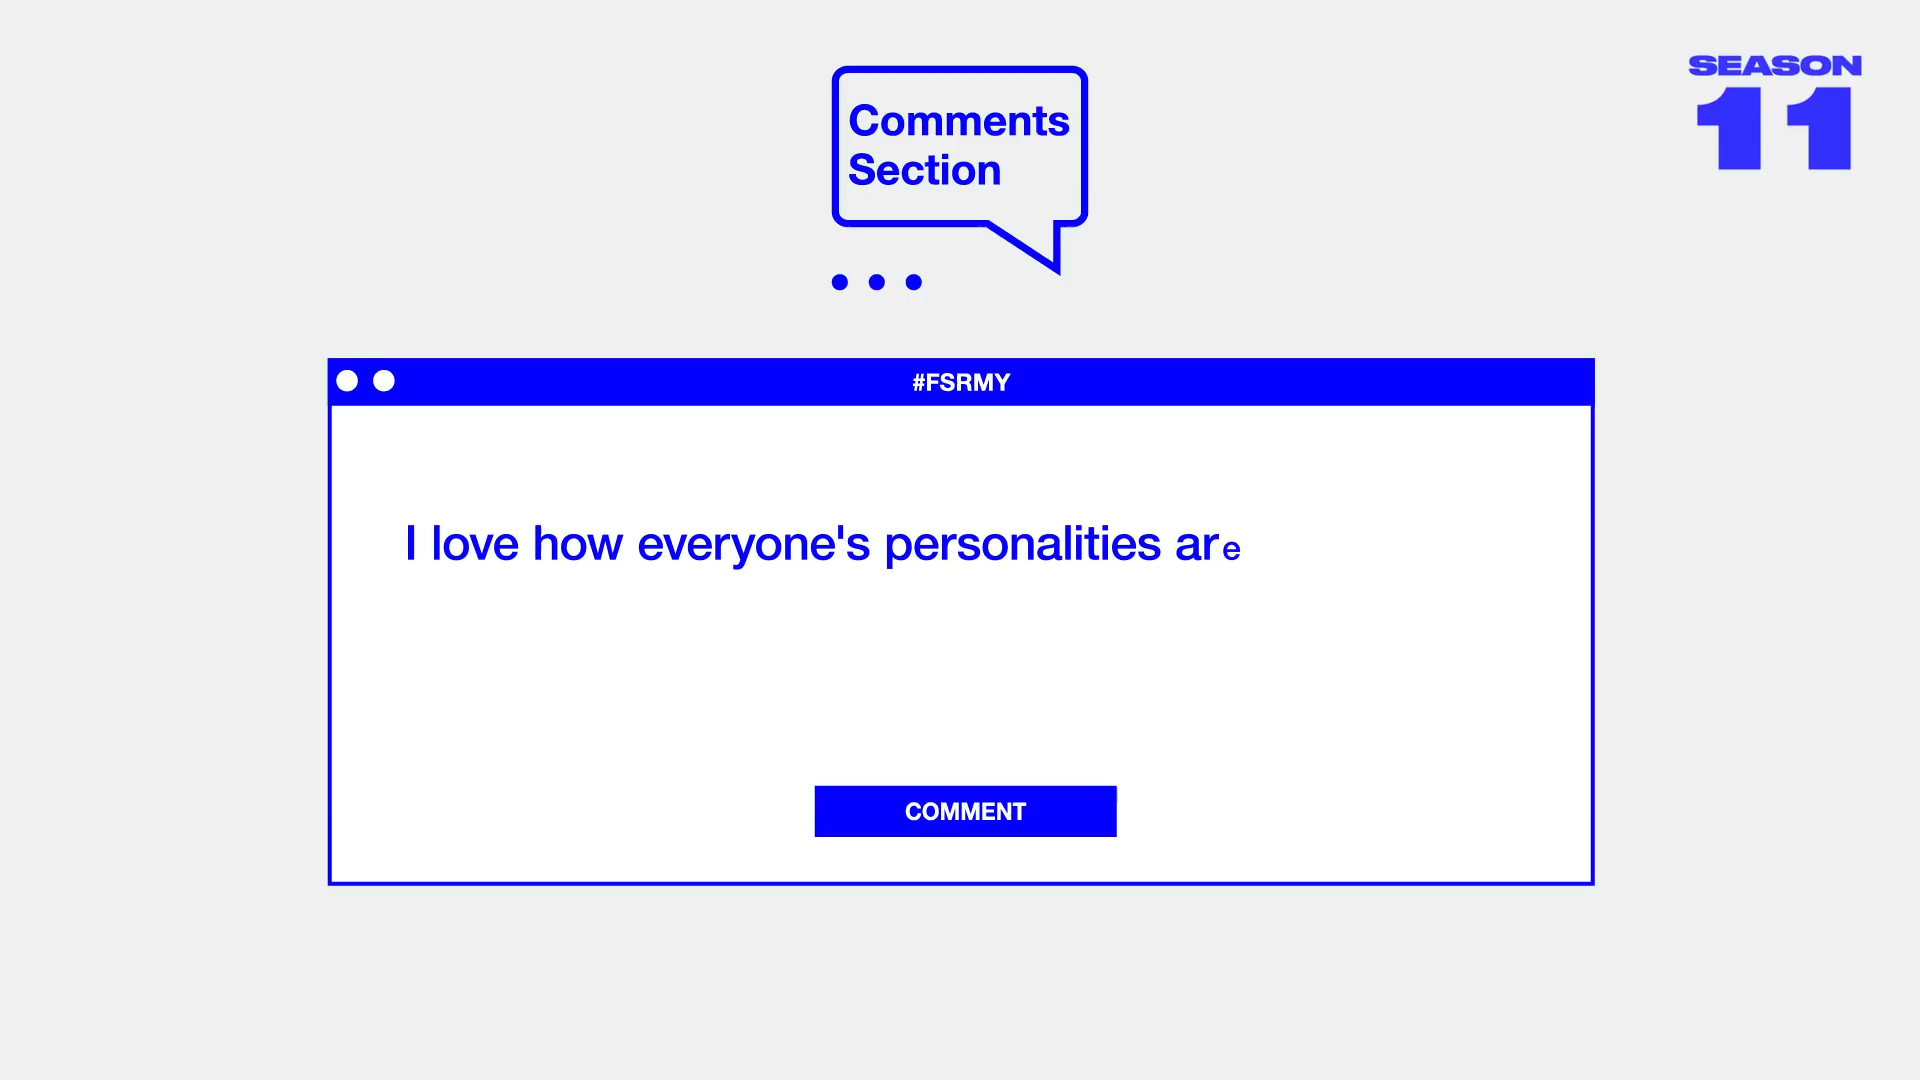 SEASON
11
Comments
Section
#FSRMY
I love how everyone's personalities are
COMMENT